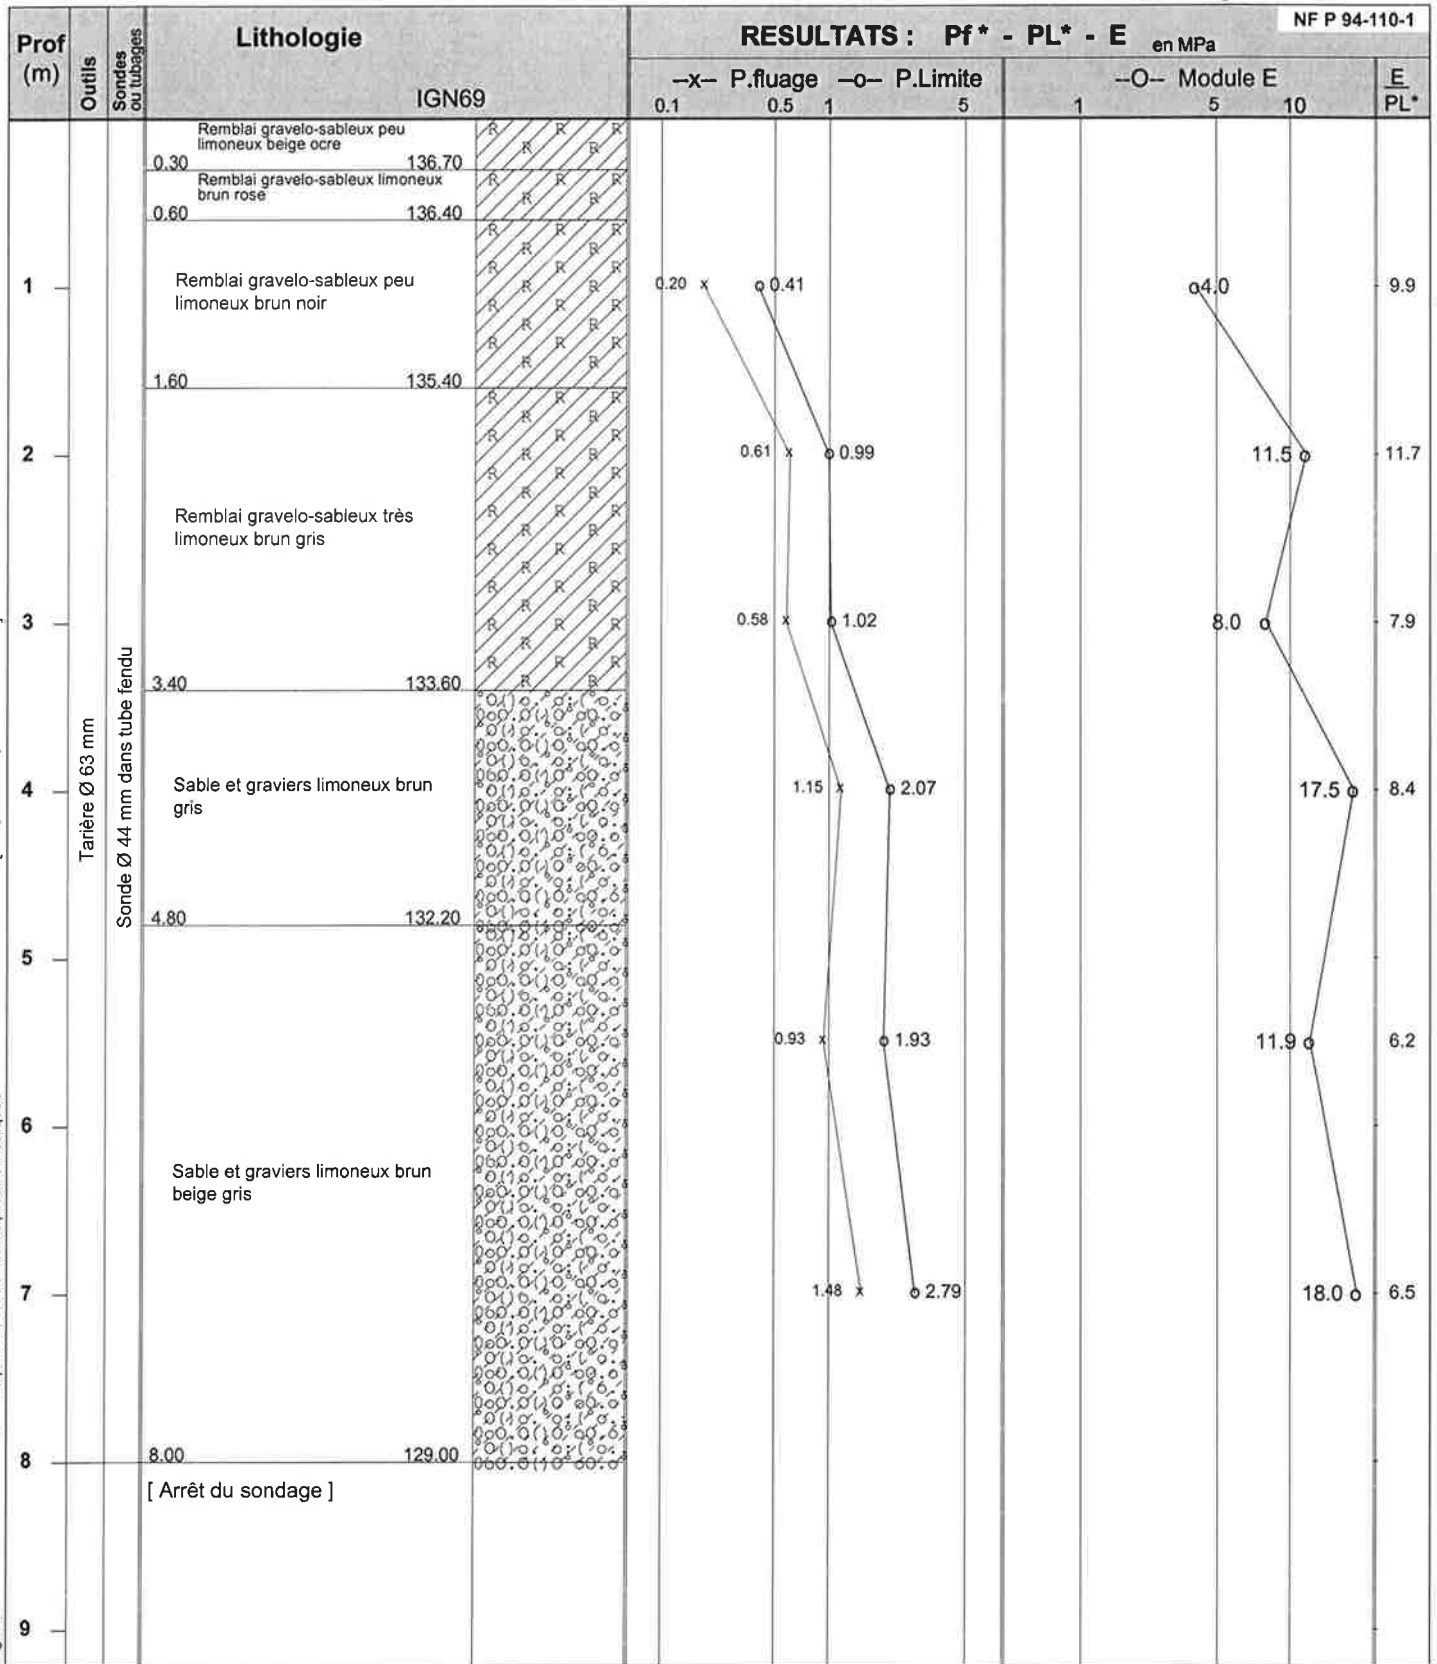 NF P 94-110-1
Prof
(m)
Outils
Sondes
ou tubages
Lithologie
IGN69
RESULTATS : Pf* - PL* - E en MPa
–x– P.fluage –o– P.Limite
--O-- Module E
E
PL*
0.1 0.5 1 5 1 5 10
Remblai gravelo-sableux peu
limoneux beige ocre
0.30 136.70
Remblai gravelo-sableux limoneux
brun rose
0.60 136.40
Remblai gravelo-sableux peu
limoneux brun noir
1 0.20 0.41 4.0 9.9
1.60 135.40
2 0.61 0.99 11.5 11.7
Remblai gravelo-sableux très
limoneux brun gris
3 0.58 1.02 8.0 7.9
3.40 133.60
Tarière Ø 63 mm
Sonde Ø 44 mm dans tube fendu
Sable et graviers limoneux brun
gris
4 1.15 2.07 17.5 8.4
4.80 132.20
5
0.93 1.93 11.9 6.2
6
Sable et graviers limoneux brun
beige gris
7 1.48 2.79 18.0 6.5
8 8.00 129.00
[ Arrêt du sondage ]
9